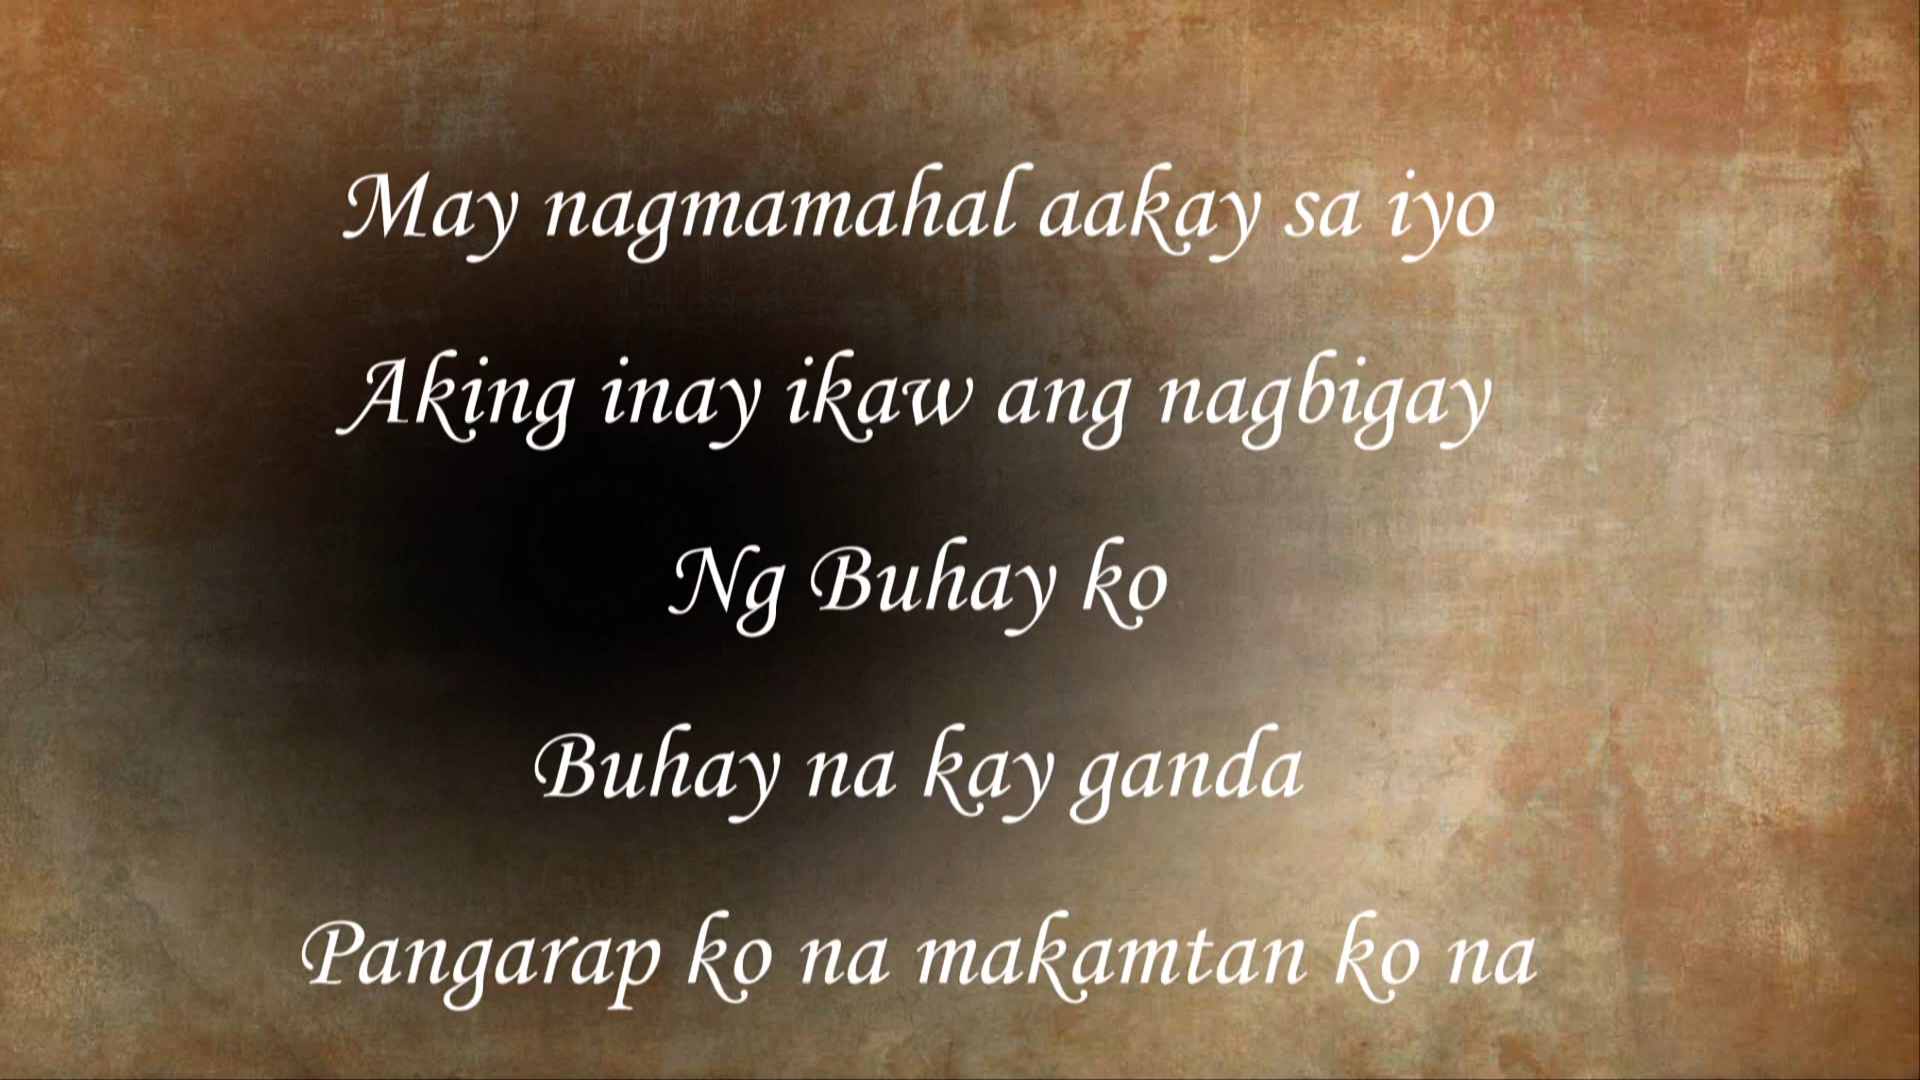 May nagmamahal aakay sa iyo
Aking inay ikaw ang nagbigay
Ng Buhay ko
Buhay na kay ganda
Pangarap ko na makamtan ko na